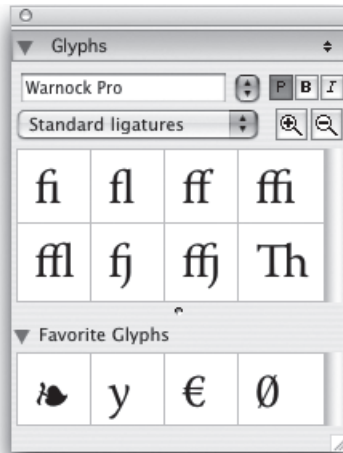 Glyphs
Warnock Pro
P B I
Standard ligatures
fi fl ff ffi
ffl fj ffj Th
Favorite Glyphs
❧ y € Ø